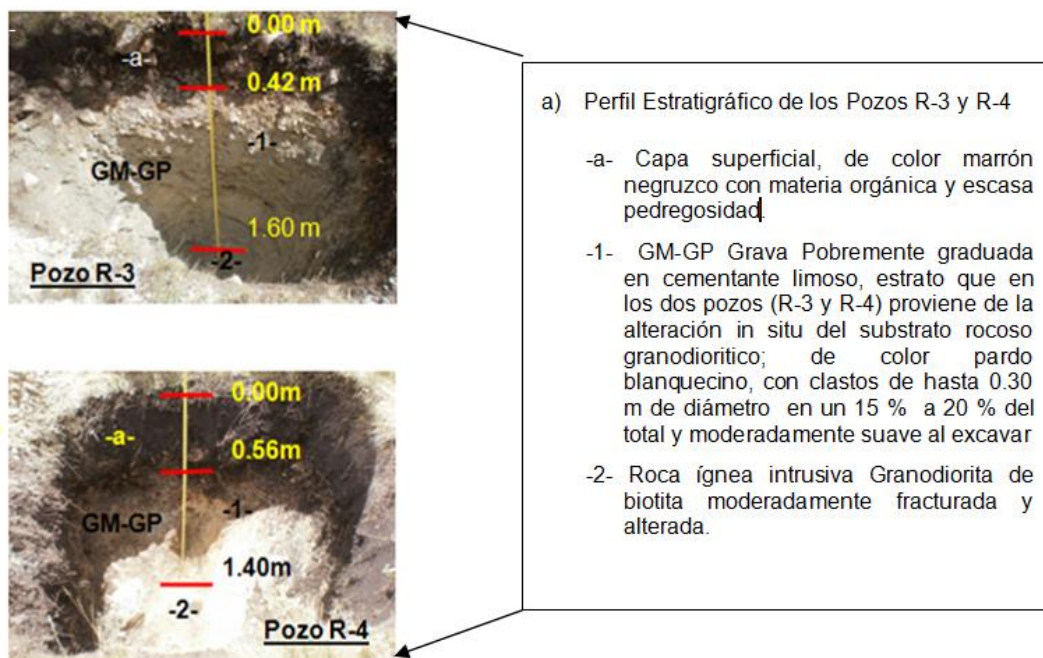 0.00 m
-a-
0.42 m
-1-
GM-GP
1.60 m
-2-
Pozo R-3
0.00m
-a-
0.56m
-1-
GM-GP
1.40m
-2-
Pozo R-4
a) Perfil Estratigráfico de los Pozos R-3 y R-4
-a- Capa superficial, de color marrón
negruzco con materia orgánica y escasa
pedregosidad.
-1- GM-GP Grava Pobremente graduada
en cementante limoso, estrato que en
los dos pozos (R-3 y R-4) proviene de la
alteración in situ del substrato rocoso
granodioritico; de color pardo
blanquecino, con clastos de hasta 0.30
m de diámetro en un 15 % a 20 % del
total y moderadamente suave al excavar
-2- Roca ígnea intrusiva Granodiorita de
biotita moderadamente fracturada y
alterada.